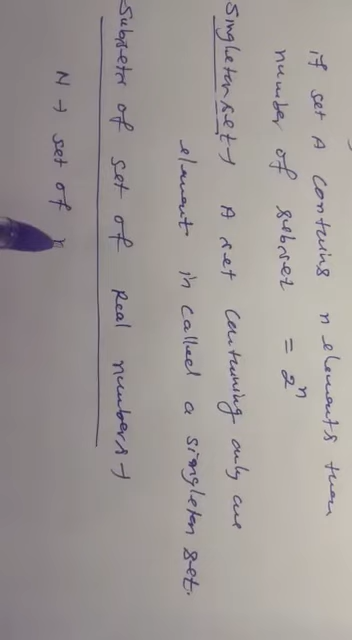 if set A contains n elements then
number of subset = 2ⁿ
Singleton set → A set containing only one
element is called a singleton set.
Subsets of set of real numbers →
N → set of